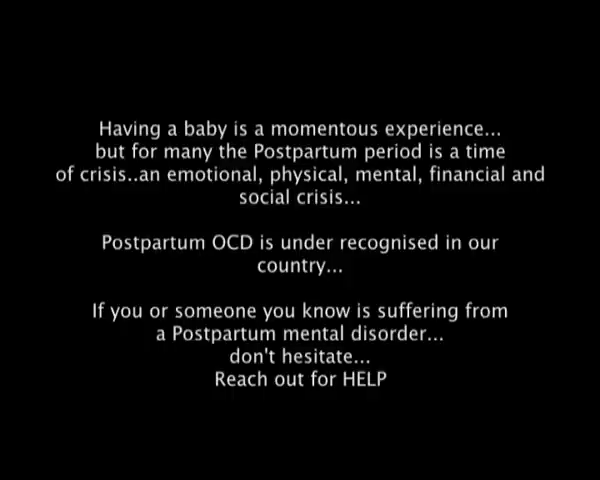 Having a baby is a momentous experience...
but for many the Postpartum period is a time
of crisis..an emotional, physical, mental, financial and
social crisis...
Postpartum OCD is under recognised in our
country...
If you or someone you know is suffering from
a Postpartum mental disorder...
don't hesitate...
Reach out for HELP